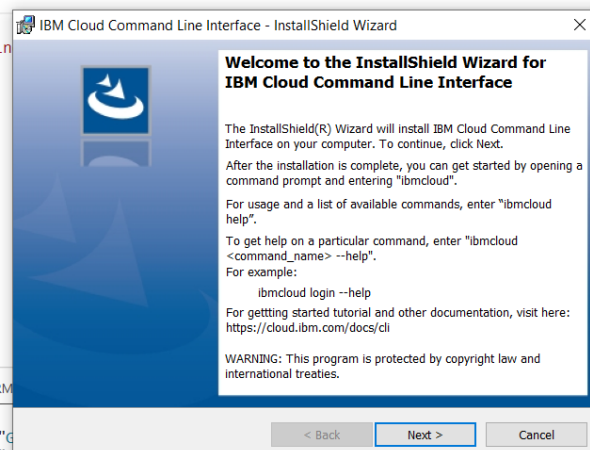 IBM Cloud Command Line Interface - InstallShield Wizard
Welcome to the InstallShield Wizard for
IBM Cloud Command Line Interface
The InstallShield(R) Wizard will install IBM Cloud Command Line
Interface on your computer. To continue, click Next.
After the installation is complete, you can get started by opening a
command prompt and entering "ibmcloud".
For usage and a list of available commands, enter “ibmcloud
help”.
To get help on a particular command, enter "ibmcloud
<command_name> --help".
For example:
ibmcloud login --help
For gettting started tutorial and other documentation, visit here:
https://cloud.ibm.com/docs/cli
WARNING: This program is protected by copyright law and
international treaties.
< Back
Next >
Cancel